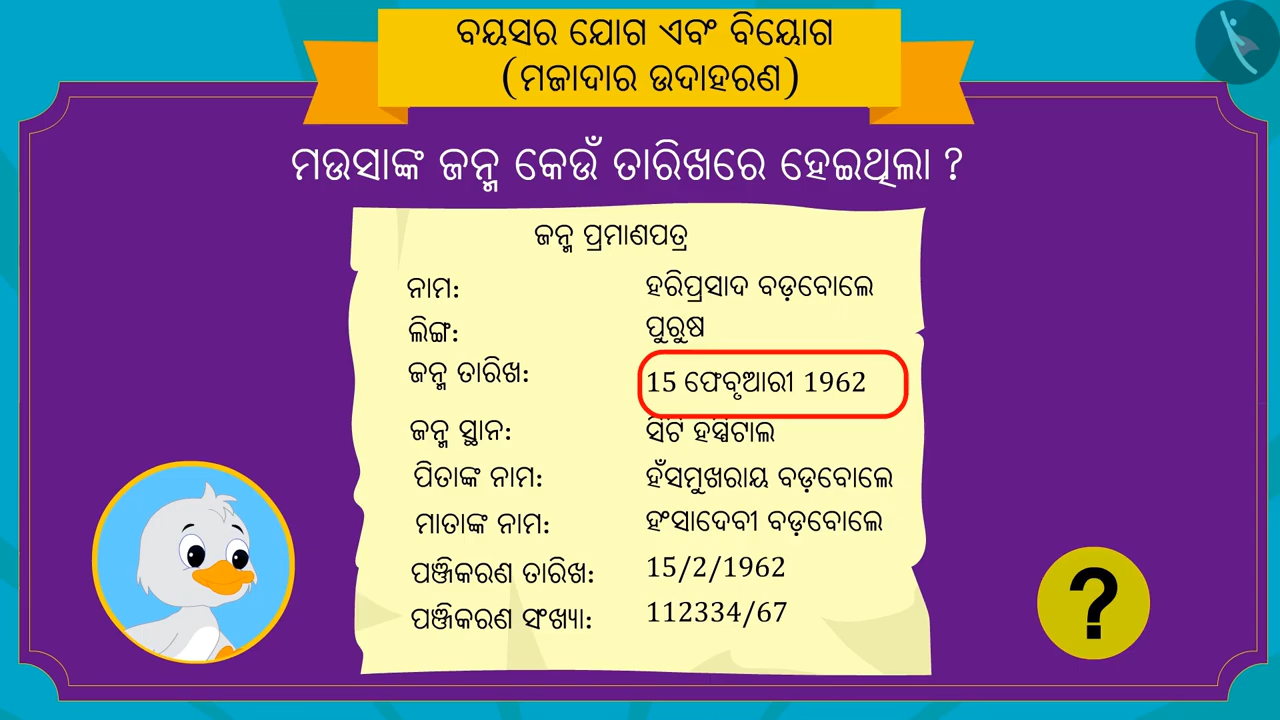 ବୟସର ଯୋଗ ଏବଂ ବିୟୋଗ
(ମଜାଦାର ଉଦାହରଣ)
ମଉସାଙ୍କ ଜନ୍ମ କେଉଁ ତାରିଖରେ ହେଇଥିଲା ?
ଜନ୍ମ ପ୍ରମାଣପତ୍ର
ନାମ: ହରିପ୍ରସାଦ ବଡ଼ବୋଲେ
ଲିଙ୍ଗ: ପୁରୁଷ
ଜନ୍ମ ତାରିଖ: 15 ଫେବୃଆରୀ 1962
ଜନ୍ମ ସ୍ଥାନ: ସିଟି ହସ୍ପିଟାଲ
ପିତାଙ୍କ ନାମ: ହଁସମୁଖରାୟ ବଡ଼ବୋଲେ
ମାତାଙ୍କ ନାମ: ହଂସାଦେବୀ ବଡ଼ବୋଲେ
ପଞ୍ଜିକରଣ ତାରିଖ: 15/2/1962
ପଞ୍ଜିକରଣ ସଂଖ୍ୟା: 112334/67
?